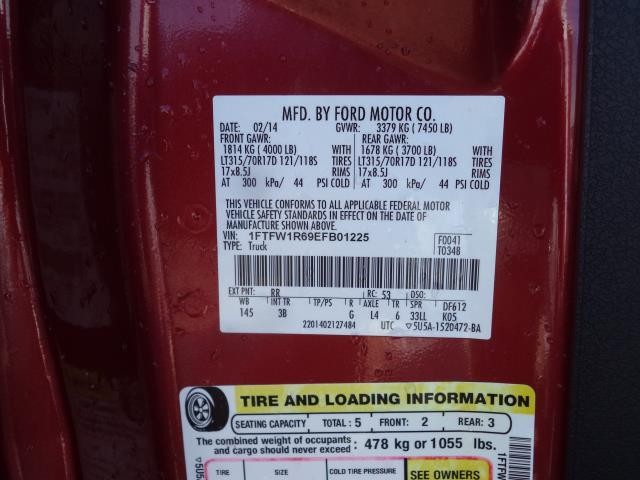 MFD. BY FORD MOTOR CO.
DATE: 02/14 GVWR: 3379 KG (7450 LB)
FRONT GAWR: REAR GAWR:
1814 KG (4000 LB) WITH 1678 KG (3700 LB) WITH
LT315/70R17D 121/118S TIRES LT315/70R17D 121/118S TIRES
17x8.5J RIMS 17x8.5J RIMS
AT 300 kPa/ 44 PSI COLD AT 300 kPa/ 44 PSI COLD
THIS VEHICLE CONFORMS TO ALL APPLICABLE FEDERAL MOTOR
VEHICLE SAFETY STANDARDS IN EFFECT ON THE DATE OF
MANUFACTURE SHOWN ABOVE.
VIN: 1FTFW1R69EFB01225 F0041
TYPE: Truck T0348
EXT PNT: RR RC: 53 DSO:
WB INT TR TP/PS R AXLE TR SPR DF612
145 3B G L4 6 33LL K05
2201402127484 UTC ▽5U5A-1520472-BA
TIRE AND LOADING INFORMATION
SEATING CAPACITY TOTAL: 5 FRONT: 2 REAR: 3
The combined weight of occupants and cargo should never exceed: 478 kg or 1055 lbs.
TIRE SIZE COLD TIRE PRESSURE SEE OWNERS